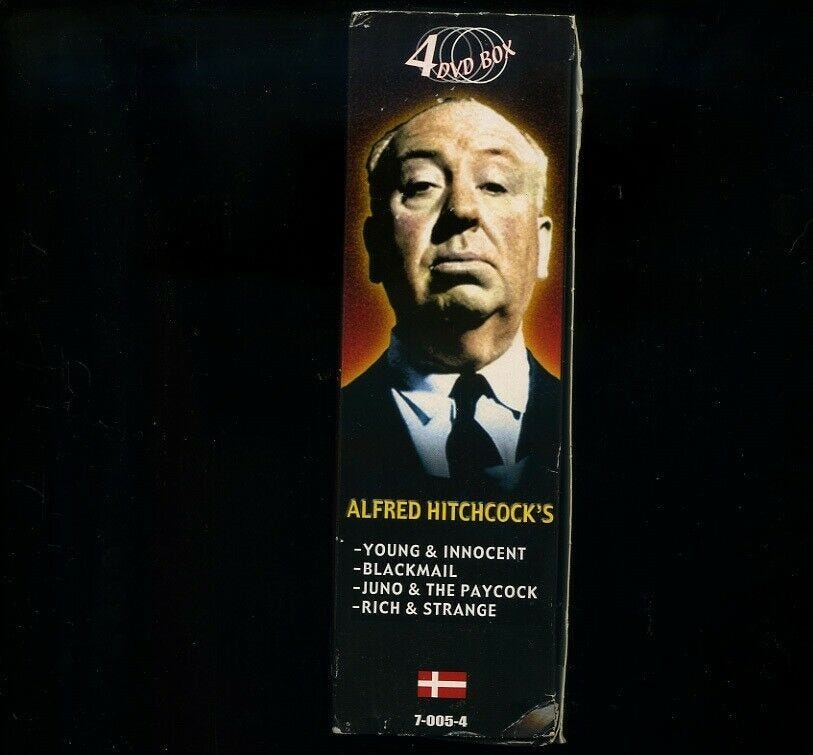 4 DVD BOX
ALFRED HITCHCOCK'S
-YOUNG & INNOCENT
-BLACKMAIL
-JUNO & THE PAYCOCK
-RICH & STRANGE
7-005-4